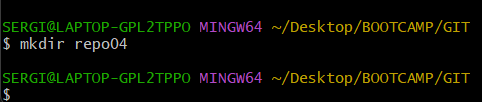 SERGI@LAPTOP-GPL2TPPO MINGW64 ~/Desktop/BOOTCAMP/GIT
$ mkdir repo04
SERGI@LAPTOP-GPL2TPPO MINGW64 ~/Desktop/BOOTCAMP/GIT
$